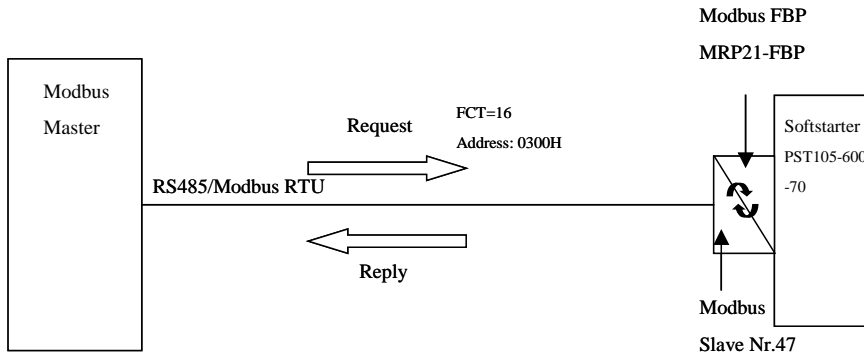 Modbus FBP
MRP21-FBP
Modbus
Master
Request
FCT=16
Address: 0300H
Softstarter
PST105-600
-70
RS485/Modbus RTU
Reply
Modbus
Slave Nr.47